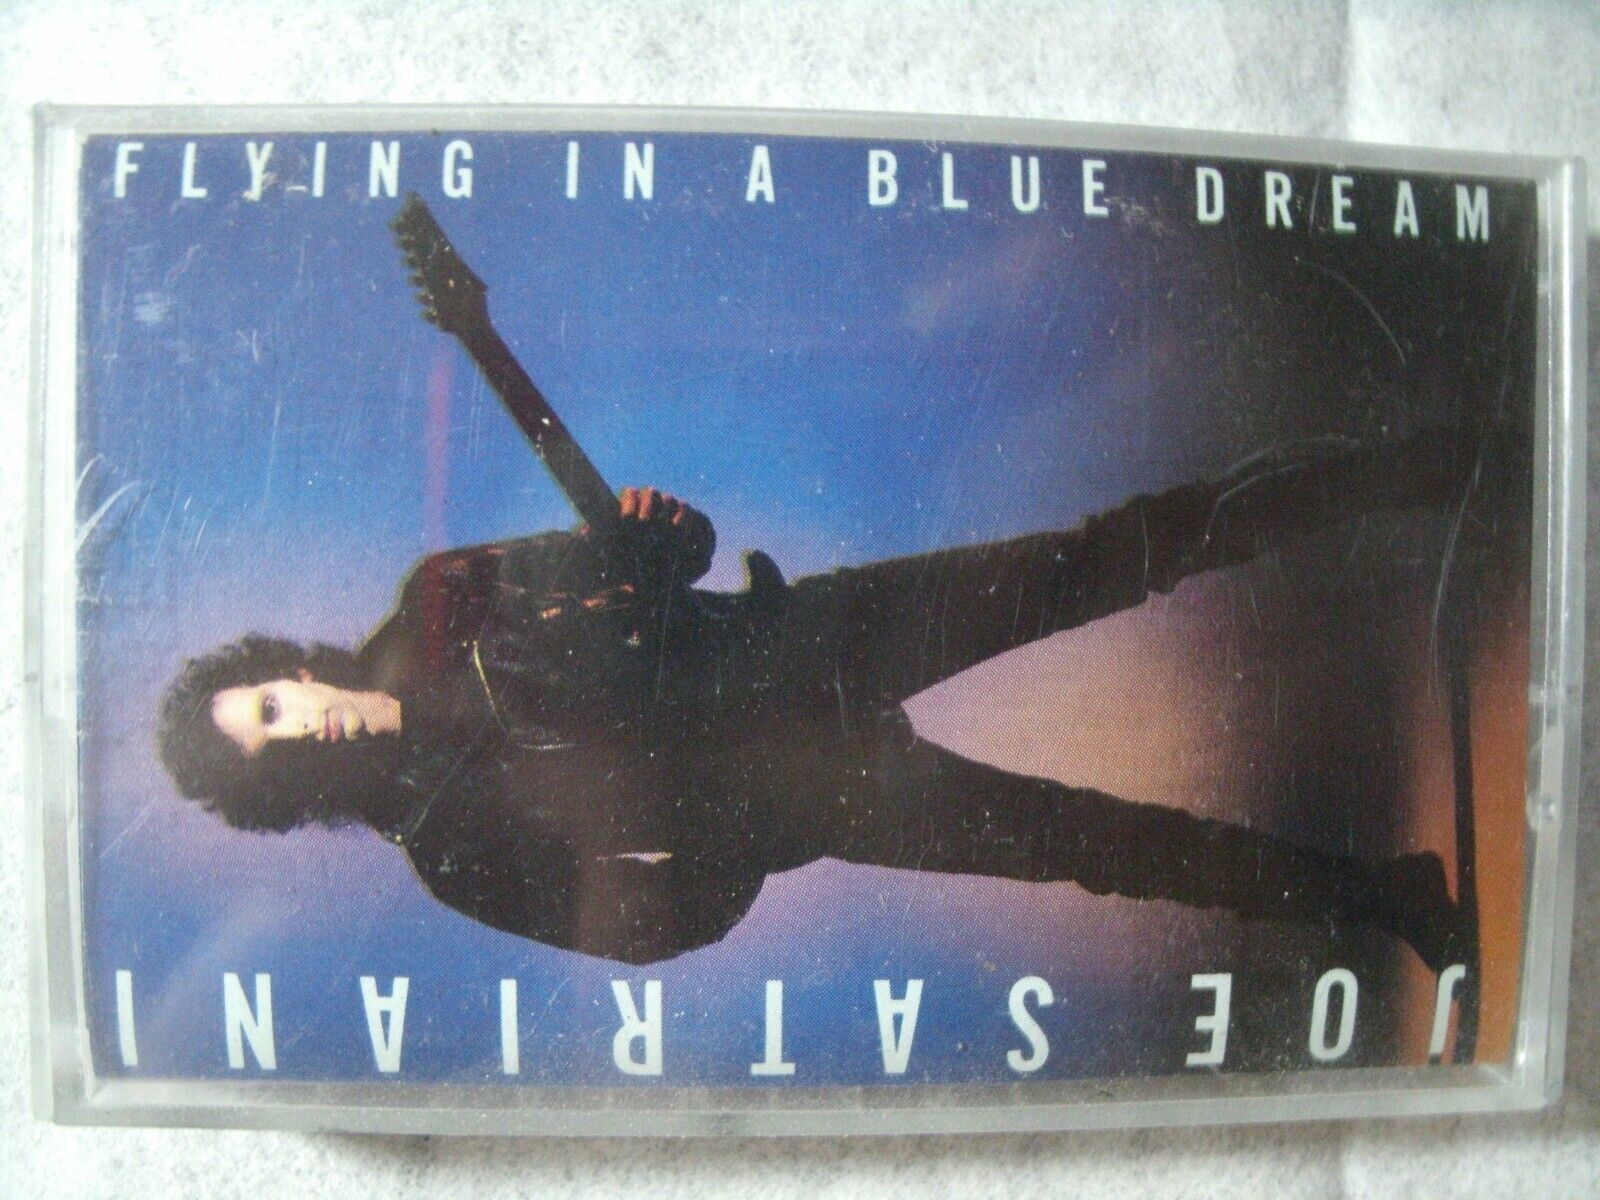 FLYING IN A BLUE DREAM
JOE SATRIANI